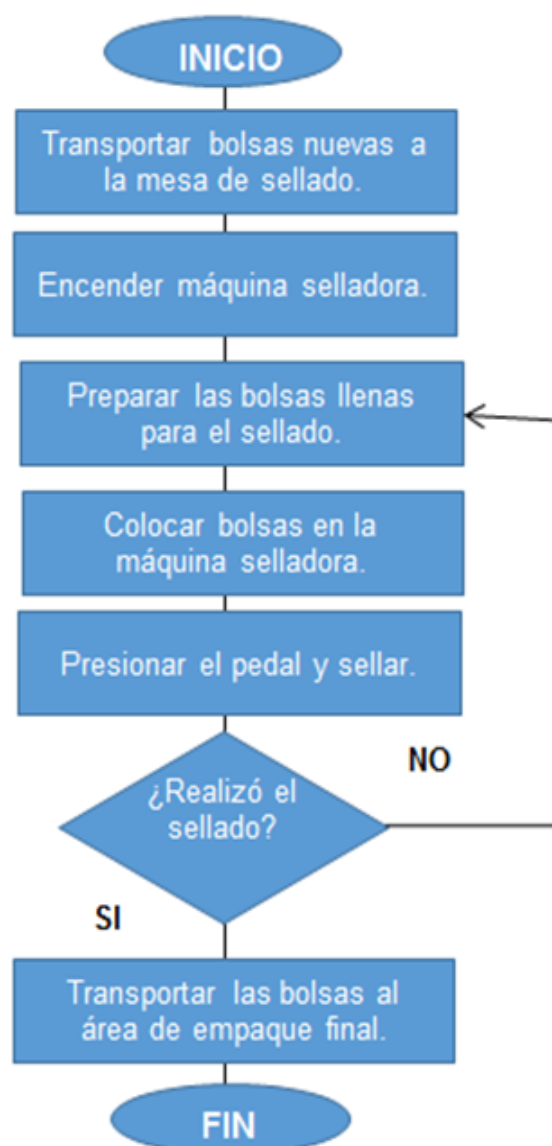 INICIO
Transportar bolsas nuevas a
la mesa de sellado.
Encender máquina selladora.
Preparar las bolsas llenas
para el sellado.
Colocar bolsas en la
máquina selladora.
Presionar el pedal y sellar.
NO
¿Realizó el
sellado?
SI
Transportar las bolsas al
área de empaque final.
FIN